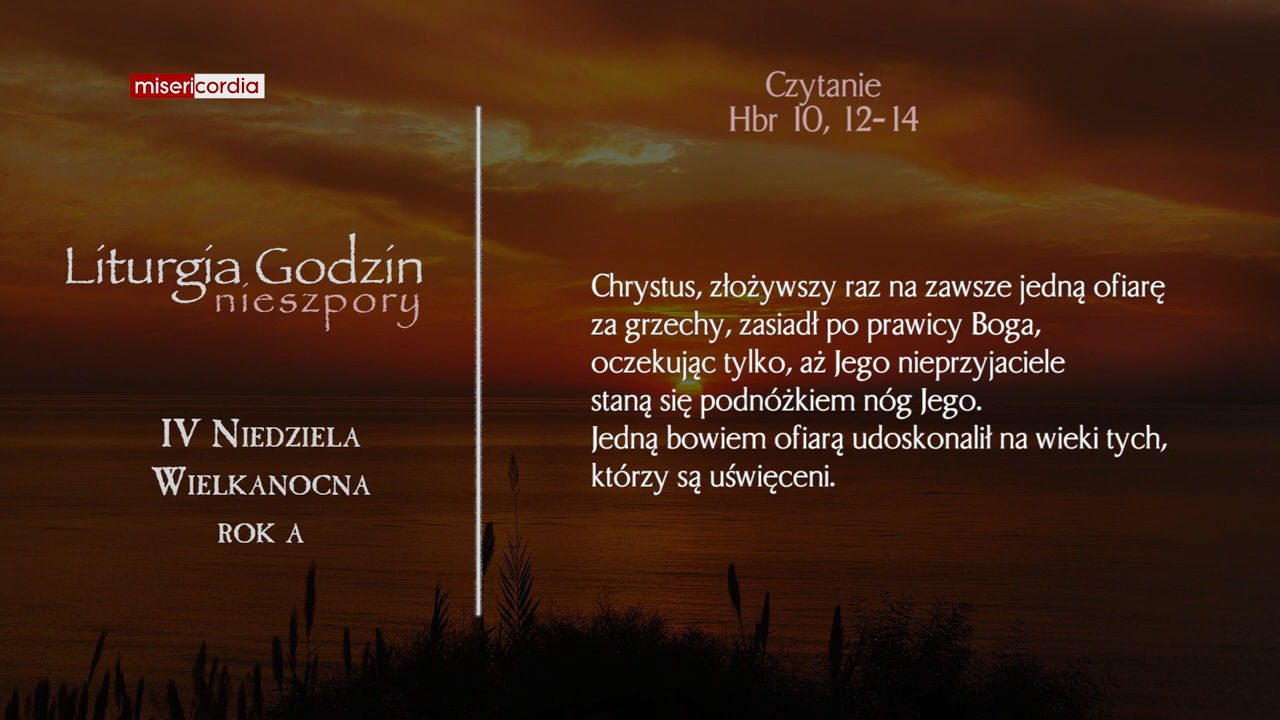 misericordia
Liturgia Godzin
nieszpory
IV Niedziela
Wielkanocna
rok A
Czytanie
Hbr 10, 12-14
Chrystus, złożywszy raz na zawsze jedną ofiarę
za grzechy, zasiadł po prawicy Boga,
oczekując tylko, aż Jego nieprzyjaciele
staną się podnóżkiem nóg Jego.
Jedną bowiem ofiarą udoskonalił na wieki tych,
którzy są uświęceni.